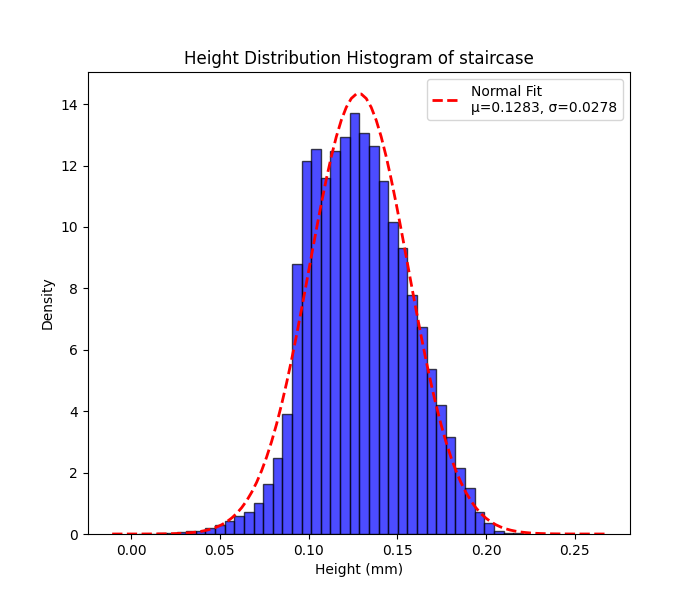 Height Distribution Histogram of staircase
Normal Fit
μ=0.1283, σ=0.0278
Density
14
12
10
8
6
4
2
0
0.00 0.05 0.10 0.15 0.20 0.25
Height (mm)